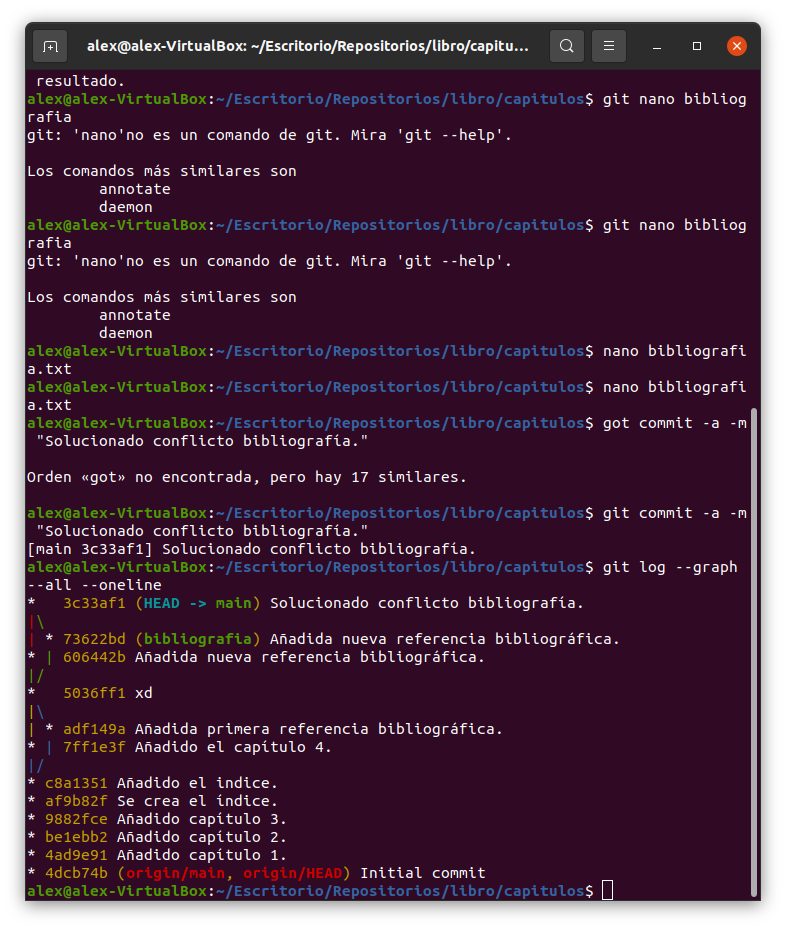 alex@alex-VirtualBox: ~/Escritorio/Repositorios/libro/capitu...
 resultado.
alex@alex-VirtualBox:~/Escritorio/Repositorios/libro/capitulos$ git nano bibliog
rafia
git: 'nano'no es un comando de git. Mira 'git --help'.
Los comandos más similares son
        annotate
        daemon
alex@alex-VirtualBox:~/Escritorio/Repositorios/libro/capitulos$ git nano bibliog
rafia
git: 'nano'no es un comando de git. Mira 'git --help'.
Los comandos más similares son
        annotate
        daemon
alex@alex-VirtualBox:~/Escritorio/Repositorios/libro/capitulos$ nano bibliografi
a.txt
alex@alex-VirtualBox:~/Escritorio/Repositorios/libro/capitulos$ nano bibliografi
a.txt
alex@alex-VirtualBox:~/Escritorio/Repositorios/libro/capitulos$ got commit -a -m
 "Solucionado conflicto bibliografía."
Orden «got» no encontrada, pero hay 17 similares.
alex@alex-VirtualBox:~/Escritorio/Repositorios/libro/capitulos$ git commit -a -m
 "Solucionado conflicto bibliografía."
[main 3c33af1] Solucionado conflicto bibliografía.
alex@alex-VirtualBox:~/Escritorio/Repositorios/libro/capitulos$ git log --graph
--all --oneline
*   3c33af1 (HEAD -> main) Solucionado conflicto bibliografía.
|\
| * 73622bd (bibliografia) Añadida nueva referencia bibliográfica.
* | 606442b Añadida nueva referencia bibliográfica.
|/
*   5036ff1 xd
|\
| * adf149a Añadida primera referencia bibliográfica.
* | 7ff1e3f Añadido el capítulo 4.
|/
* c8a1351 Añadido el indice.
* af9b82f Se crea el índice.
* 9882fce Añadido capítulo 3.
* be1ebb2 Añadido capitulo 2.
* 4ad9e91 Añadido capítulo 1.
* 4dcb74b (origin/main, origin/HEAD) Initial commit
alex@alex-VirtualBox:~/Escritorio/Repositorios/libro/capitulos$